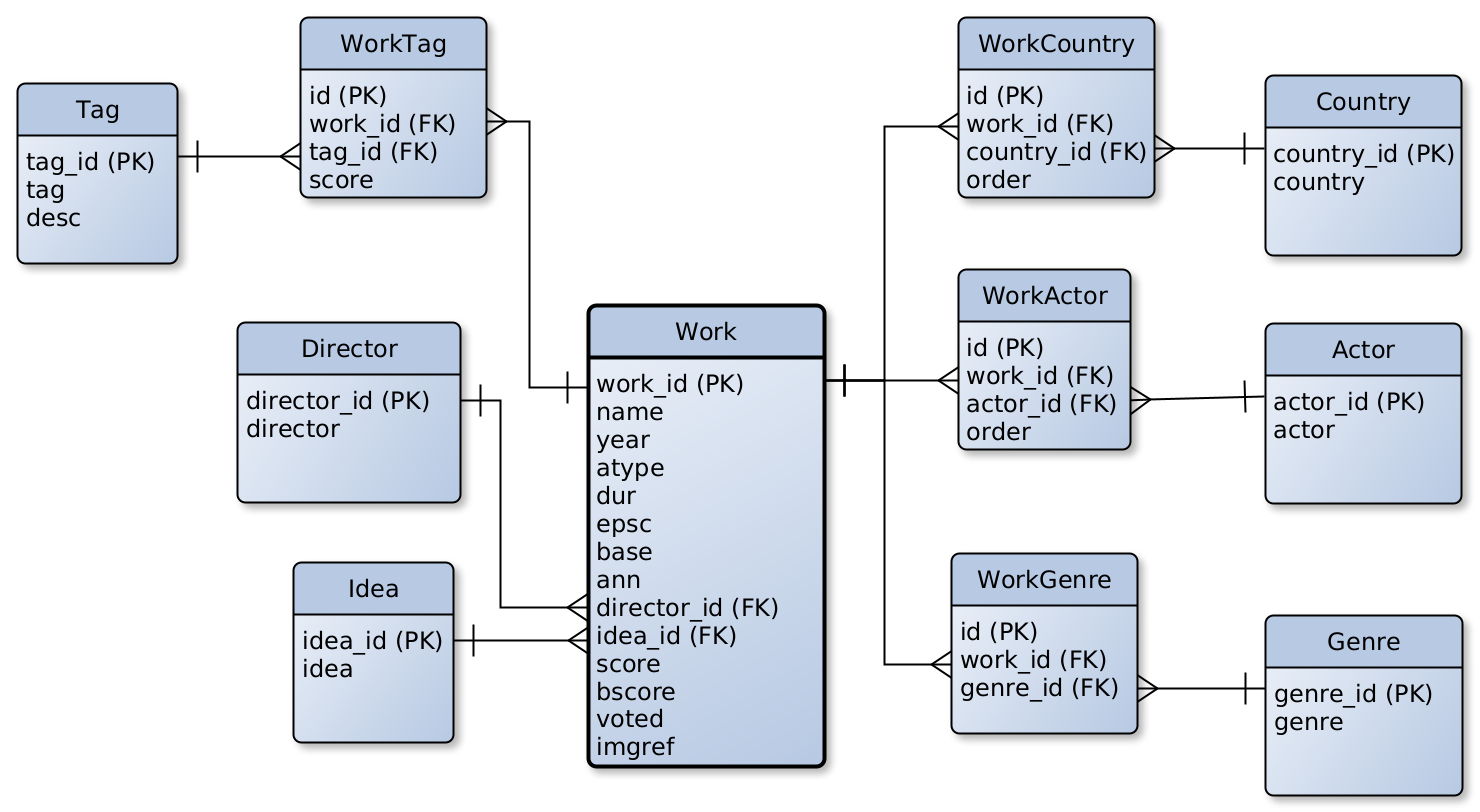 WorkTag
id (PK)
work_id (FK)
tag_id (FK)
score
Tag
tag_id (PK)
tag
desc
Director
director_id (PK)
director
Idea
idea_id (PK)
idea
Work
work_id (PK)
name
year
atype
dur
epsc
base
ann
director_id (FK)
idea_id (FK)
score
bscore
voted
imgref
WorkCountry
id (PK)
work_id (FK)
country_id (FK)
order
Country
country_id (PK)
country
WorkActor
id (PK)
work_id (FK)
actor_id (FK)
order
Actor
actor_id (PK)
actor
WorkGenre
id (PK)
work_id (FK)
genre_id (FK)
Genre
genre_id (PK)
genre